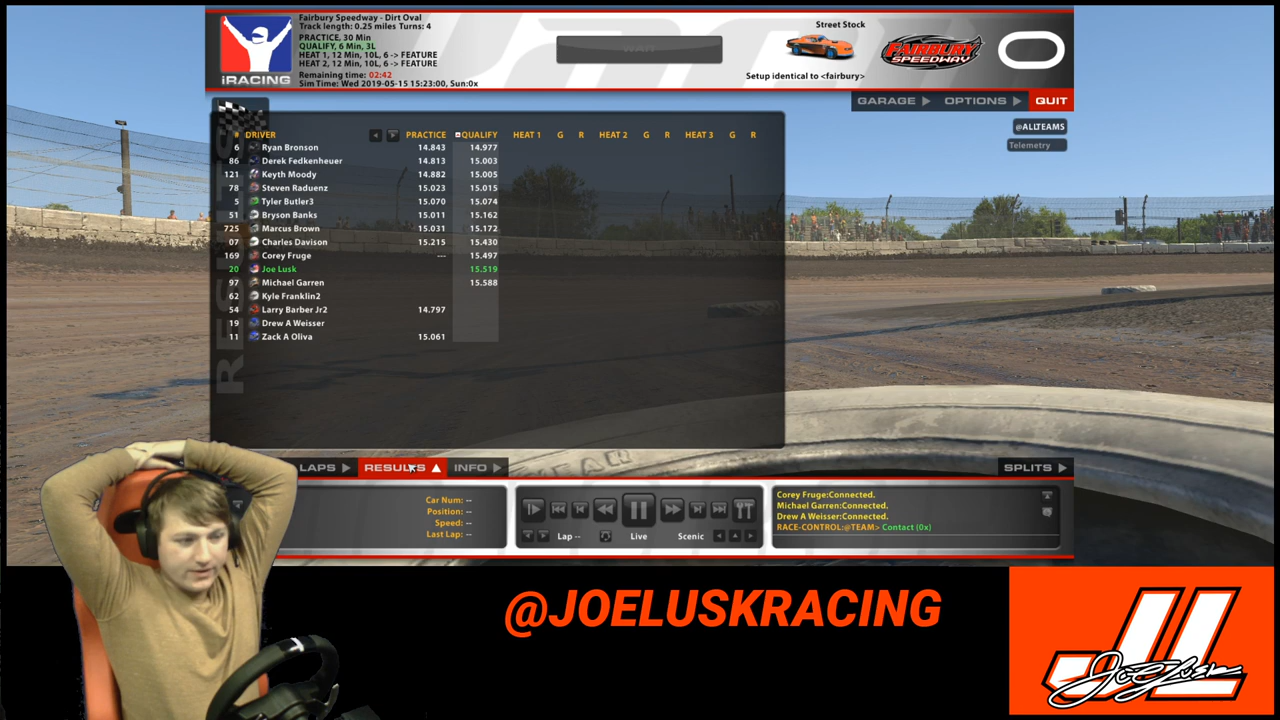 Fairbury Speedway - Dirt Oval
Track length: 0.25 miles Turns: 4
PRACTICE, 30 Min
QUALIFY, 6 Min, 3L
HEAT 1, 12 Min, 10L, 6 -> FEATURE
HEAT 2, 12 Min, 10L, 6 -> FEATURE
Remaining time: 02:42
Sim Time: Wed 2019-05-15 15:23:00, Sun:0x
iRACING
WAIT
Street Stock
FAIRBURY SPEEDWAY
Setup identical to <fairbury>
GARAGE OPTIONS QUIT
@ALLTEAMS
Telemetry
# DRIVER PRACTICE QUALIFY HEAT 1 G R HEAT 2 G R HEAT 3 G R
6 Ryan Bronson 14.843 14.977
86 Derek Fedkenheuer 14.813 15.003
121 Keyth Moody 14.882 15.005
78 Steven Raduenz 15.023 15.015
5 Tyler Butler3 15.070 15.074
51 Bryson Banks 15.011 15.162
725 Marcus Brown 15.031 15.172
07 Charles Davison 15.215 15.430
169 Corey Fruge --- 15.497
20 Joe Lusk 15.519
97 Michael Garren 15.588
62 Kyle Franklin2
54 Larry Barber Jr2 14.797
19 Drew A Weisser
11 Zack A Oliva 15.061
RESULTS
LAPS RESULTS INFO SPLITS
Car Num: --
Position: --
Speed: --
Last Lap: --
Lap -- Live Scenic
Corey Fruge:Connected.
Michael Garren:Connected.
Drew A Weisser:Connected.
RACE-CONTROL:@TEAM> Contact (0x)
@JOELUSKRACING
JL
Joe Lusk